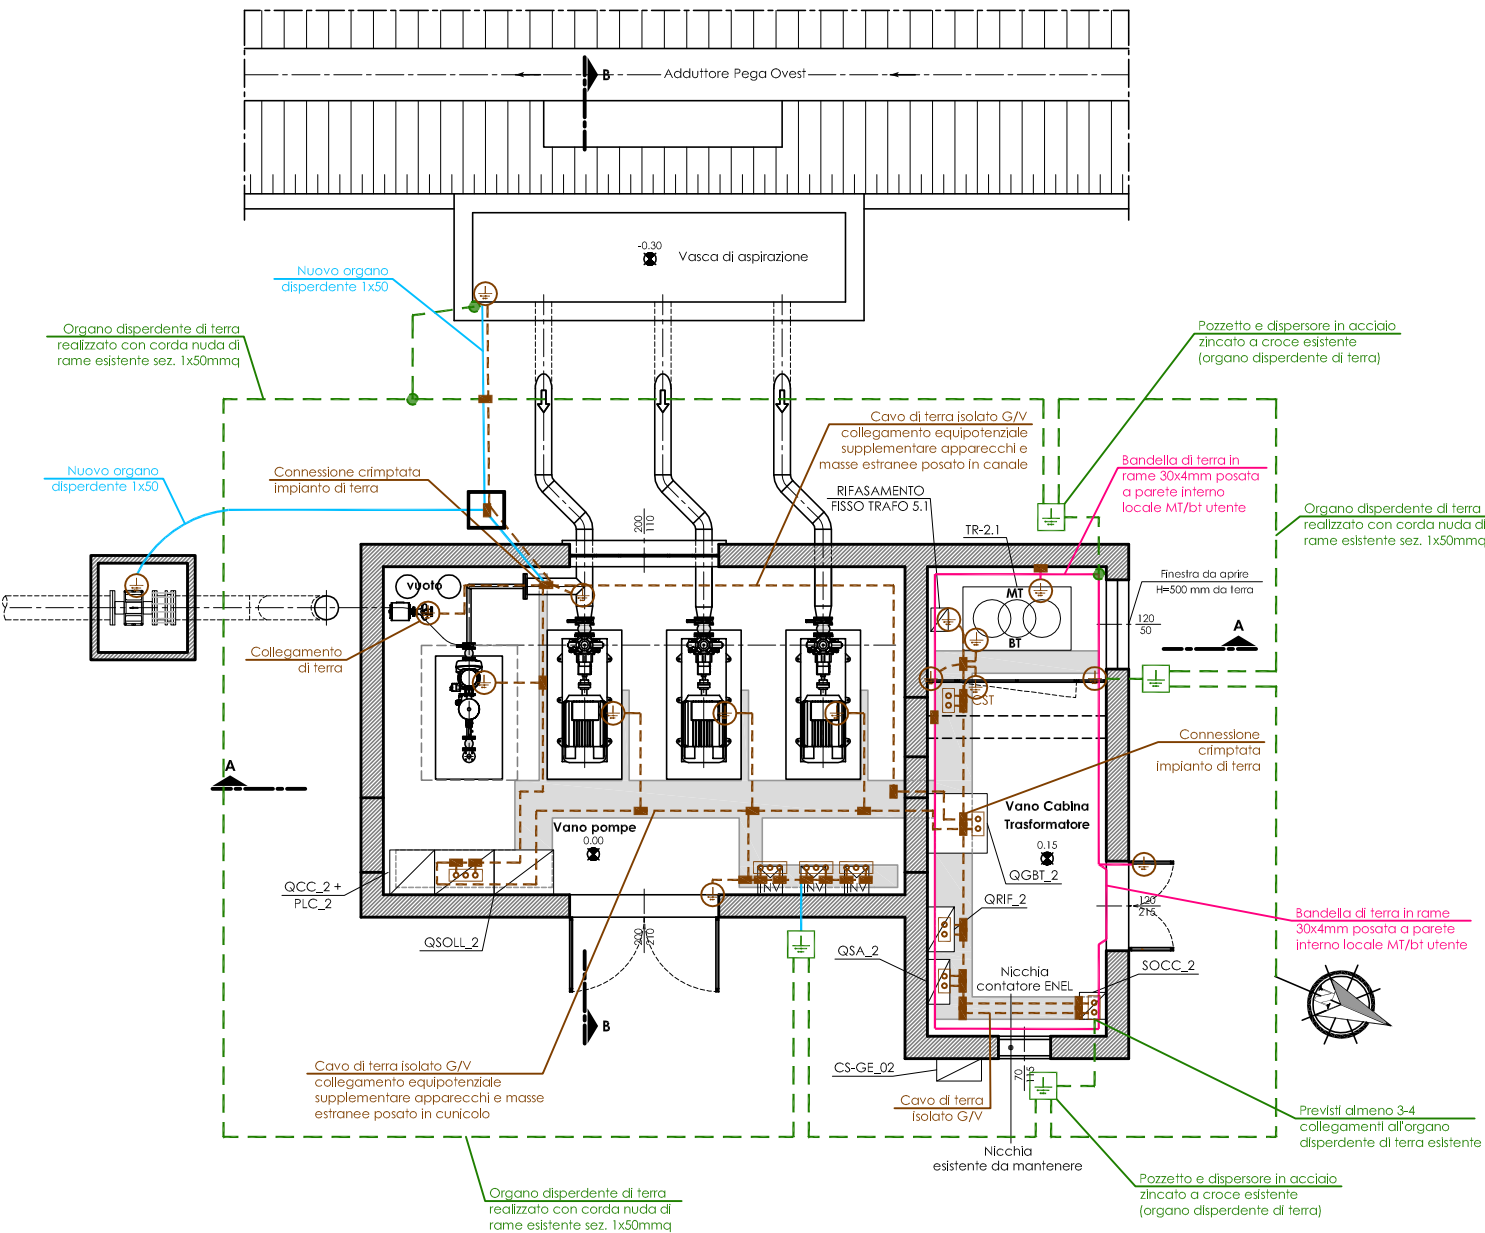 Adduttore Pega Ovest
B
-0.30
Vasca di aspirazione
Nuovo organo
disperdente 1x50
Organo disperdente di terra
realizzato con corda nuda di
rame esistente sez. 1x50mmq
Pozzetto e dispersore in acciaio
zincato a croce esistente
(organo disperdente di terra)
Cavo di terra isolato G/V
collegamento equipotenziale
supplementare apparecchi e
masse estranee posato in canale
Nuovo organo
disperdente 1x50
Connessione crimptata
impianto di terra
Bandella di terra in
rame 30x4mm posata
a parete interno
locale MT/bt utente
RIFASAMENTO
FISSO TRAFO 5.1
Organo disperdente di terra
realizzato con corda nuda di
rame esistente sez. 1x50mmq
200
110
TR-2.1
Finestra da aprire
H=500 mm da terra
vuoto
MT
120
50
BT
A
Collegamento
di terra
CST
Connessione
crimptata
impianto di terra
A
Vano Cabina
Trasformatore
0.15
Vano pompe
0.00
QCC_2 +
PLC_2
QGBT_2
INV
INV
INV
QRIF_2
120
215
Bandella di terra in rame
30x4mm posata a parete
interno locale MT/bt utente
QSOLL_2
200
210
QSA_2
Nicchia
contatore ENEL
SOCC_2
B
Cavo di terra isolato G/V
collegamento equipotenziale
supplementare apparecchi e masse
estranee posato in cunicolo
CS-GE_02
70
115
Cavo di terra
isolato G/V
Previsti almeno 3-4
collegamenti all'organo
disperdente di terra esistente
Nicchia
esistente da mantenere
Pozzetto e dispersore in acciaio
zincato a croce esistente
(organo disperdente di terra)
Organo disperdente di terra
realizzato con corda nuda di
rame esistente sez. 1x50mmq